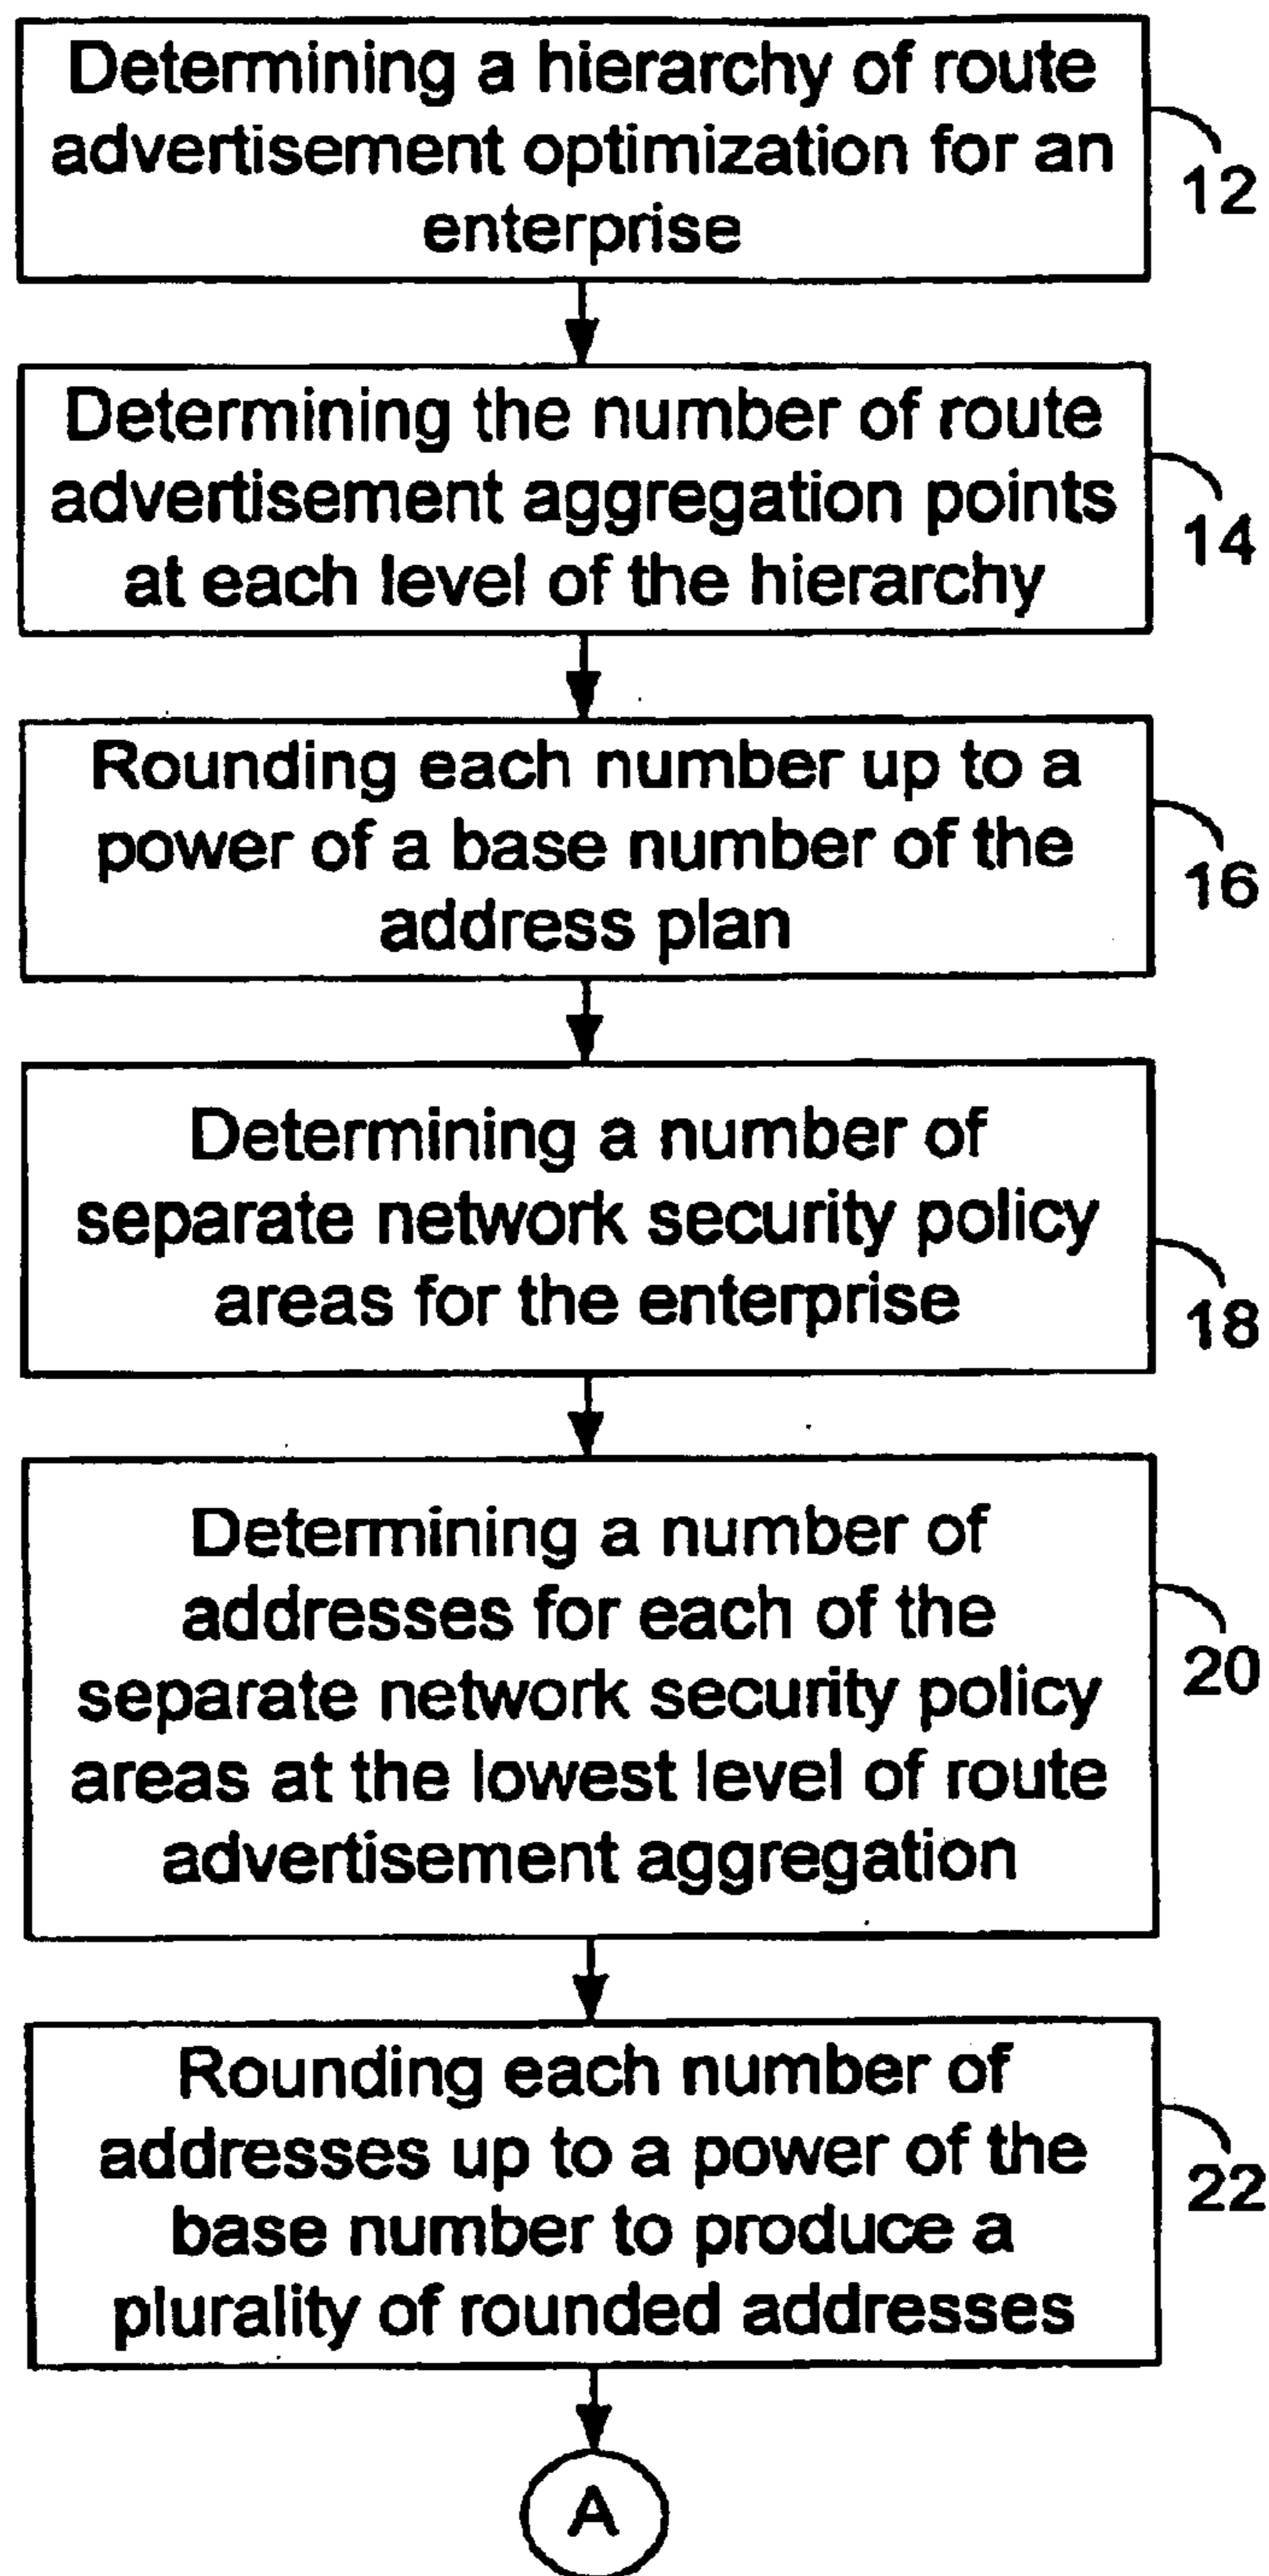 Determining a hierarchy of route
advertisement optimization for an
enterprise
12
Determining the number of route
advertisement aggregation points
at each level of the hierarchy
14
Rounding each number up to a
power of a base number of the
address plan
16
Determining a number of
separate network security policy
areas for the enterprise
18
Determining a number of
addresses for each of the
separate network security policy
areas at the lowest level of route
advertisement aggregation
20
Rounding each number of
addresses up to a power of the
base number to produce a
plurality of rounded addresses
22
A